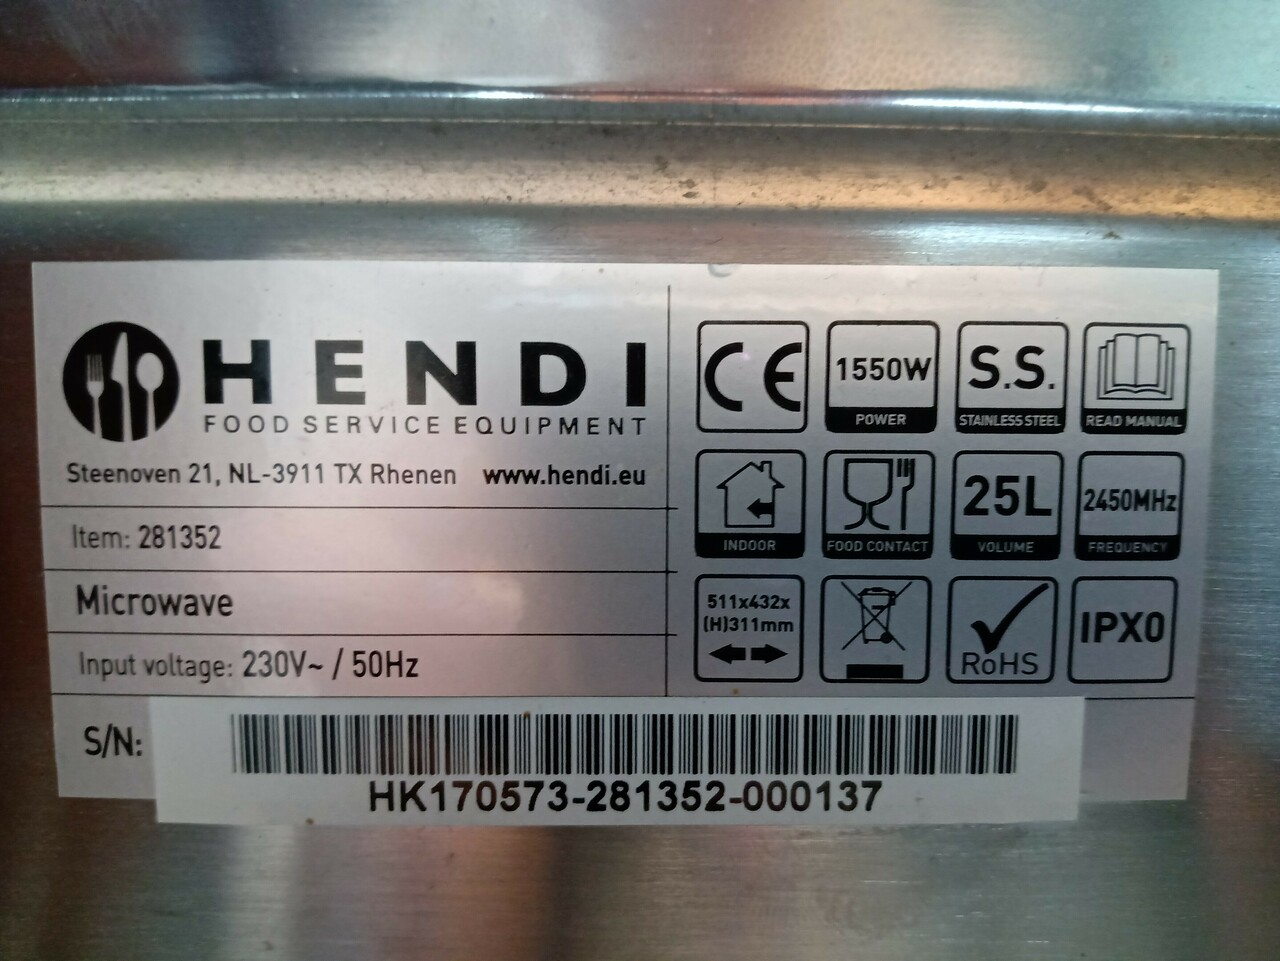 HENDI
FOOD SERVICE EQUIPMENT
Steenoven 21, NL-3911 TX Rhenen www.hendi.eu
Item: 281352
Microwave
Input voltage: 230V~ / 50Hz
S/N:
HK170573-281352-000137
CE
1550W
POWER
S.S.
STAINLESS STEEL
READ MANUAL
INDOOR
FOOD CONTACT
25L
VOLUME
2450MHz
FREQUENCY
511x432x
(H)311mm
RoHS
IPX0